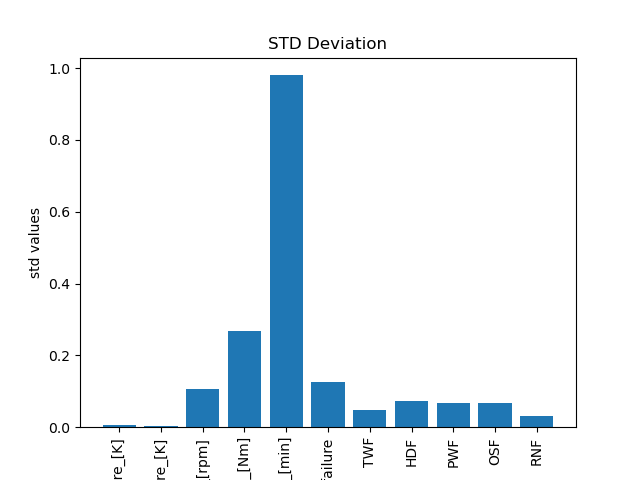 STD Deviation
std values
1.0
0.8
0.6
0.4
0.2
0.0
re_[K]
re_[K]
_[rpm]
_[Nm]
_[min]
failure
TWF
HDF
PWF
OSF
RNF